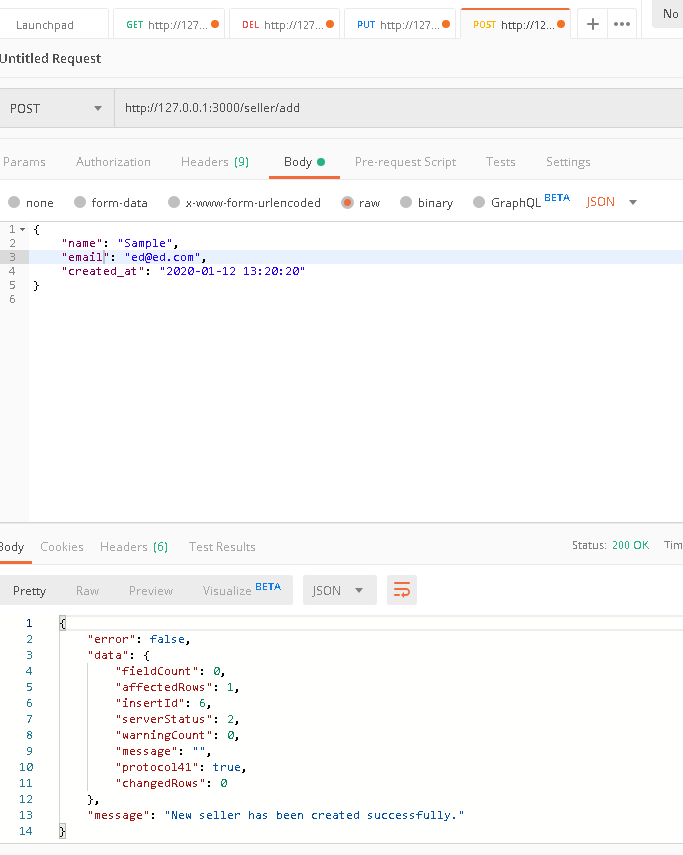 Launchpad GET http://127... DEL http://127... PUT http://127... POST http://12... + ••• No
Untitled Request
POST http://127.0.0.1:3000/seller/add
Params Authorization Headers (9) Body Pre-request Script Tests Settings
none form-data x-www-form-urlencoded raw binary GraphQL BETA JSON
1 {
2 "name": "Sample",
3 "email": "ed@ed.com",
4 "created_at": "2020-01-12 13:20:20"
5 }
6
Body Cookies Headers (6) Test Results Status: 200 OK Tim
Pretty Raw Preview Visualize BETA JSON
1 {
2 "error": false,
3 "data": {
4 "fieldCount": 0,
5 "affectedRows": 1,
6 "insertId": 6,
7 "serverStatus": 2,
8 "warningCount": 0,
9 "message": "",
10 "protocol41": true,
11 "changedRows": 0
12 },
13 "message": "New seller has been created successfully."
14 }